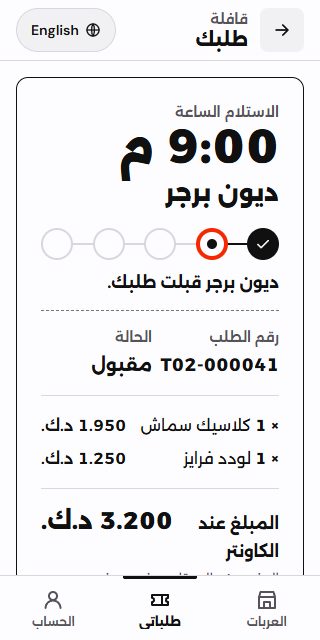 قافلة
طلبك
English
الاستلام الساعة
9:00 م
ديون برجر
ديون برجر قبلت طلبك.
رقم الطلب
الحالة
T02-000041
مقبول
1 × كلاسيك سماش
1.950 د.ك.
1 × لودد فرايز
1.250 د.ك.
المبلغ عند الكاونتر
3.200 د.ك.
العربات
طلباتي
الحساب